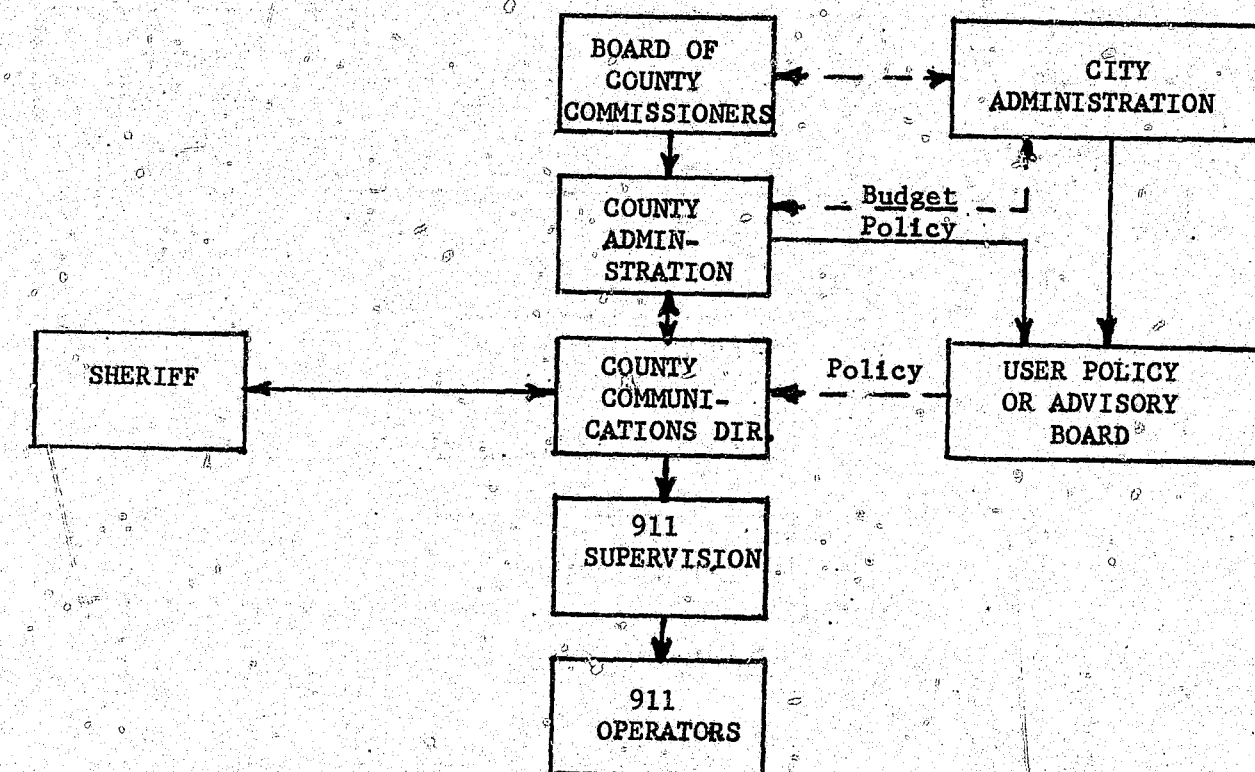 BOARD OF
COUNTY
COMMISSIONERS
CITY
ADMINISTRATION
COUNTY
ADMIN-
STRATION
Budget
Policy
SHERIFF
COUNTY
COMMUNI-
CATIONS DIR.
Policy
USER POLICY
OR ADVISORY
BOARD
911
SUPERVISION
911
OPERATORS